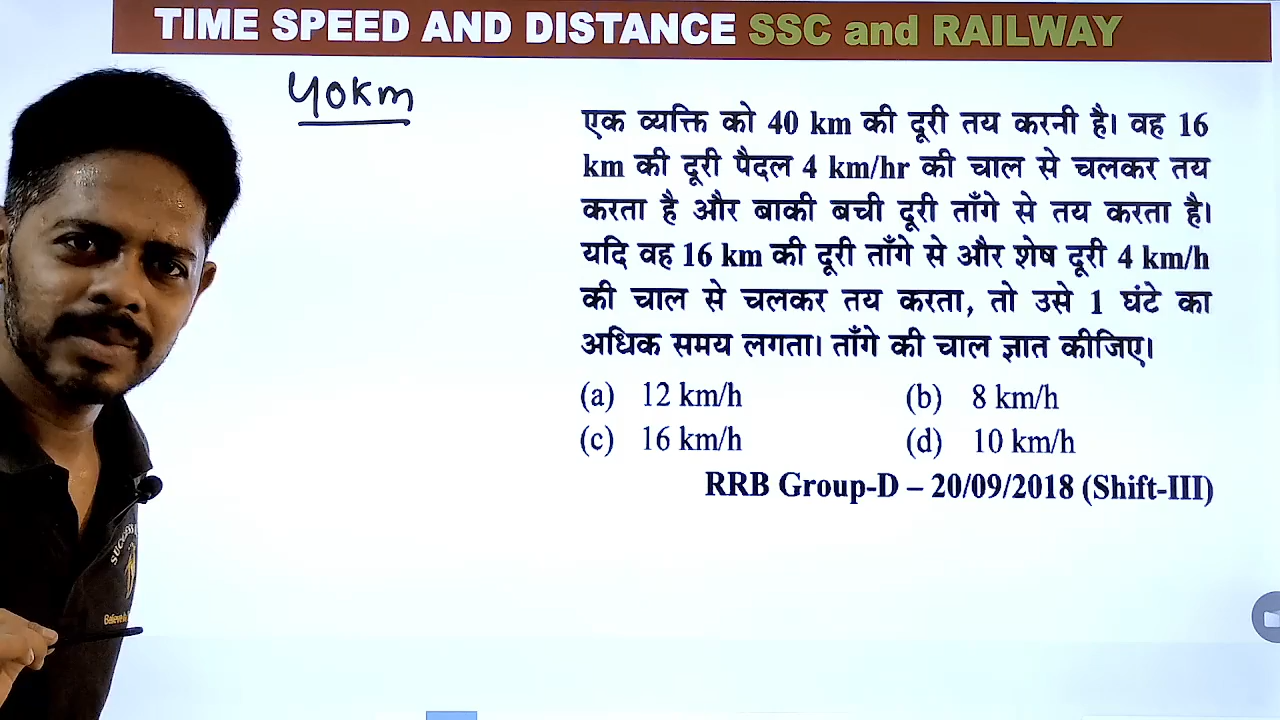 TIME SPEED AND DISTANCE SSC and RAILWAY
40km
एक व्यक्ति को 40 km की दूरी तय करनी है। वह 16
km की दूरी पैदल 4 km/hr की चाल से चलकर तय
करता है और बाकी बची दूरी ताँगे से तय करता है।
यदि वह 16 km की दूरी ताँगे से और शेष दूरी 4 km/h
की चाल से चलकर तय करता, तो उसे 1 घंटे का
अधिक समय लगता। ताँगे की चाल ज्ञात कीजिए।
(a) 12 km/h (b) 8 km/h
(c) 16 km/h (d) 10 km/h
RRB Group-D – 20/09/2018 (Shift-III)